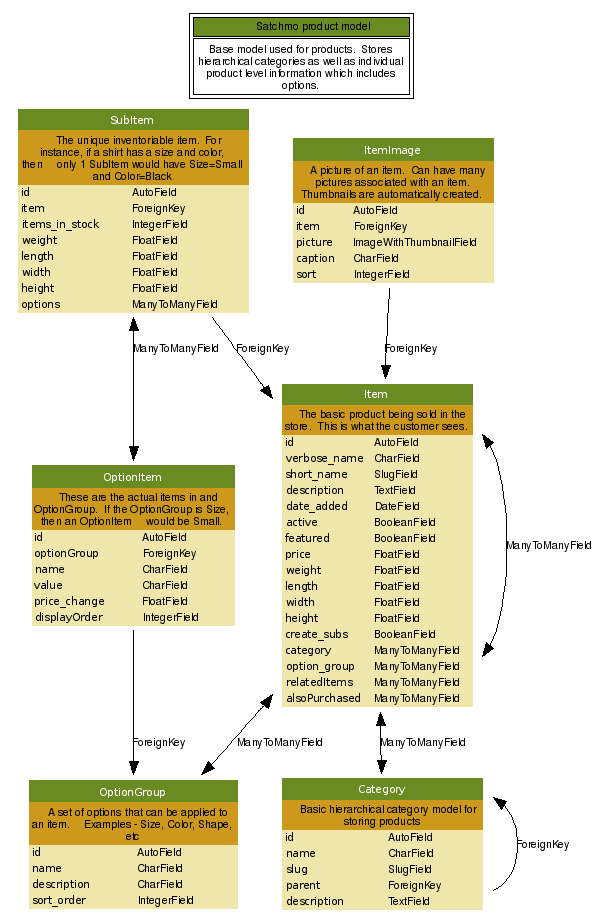 Satchmo product model
Base model used for products. Stores
hierarchical categories as well as individual
product level information which includes
options.
SubItem
The unique inventoriable item. For
instance, if a shirt has a size and color,
then only 1 SubItem would have Size=Small
and Color=Black
id AutoField
item ForeignKey
items_in_stock IntegerField
weight FloatField
length FloatField
width FloatField
height FloatField
options ManyToManyField
ItemImage
A picture of an item. Can have many
pictures associated with an item.
Thumbnails are automatically created.
id AutoField
item ForeignKey
picture ImageWithThumbnailField
caption CharField
sort IntegerField
ManyToManyField
ForeignKey
ForeignKey
Item
The basic product being sold in the
store. This is what the customer sees.
id AutoField
verbose_name CharField
short_name SlugField
description TextField
date_added DateField
active BooleanField
featured BooleanField
price FloatField
weight FloatField
length FloatField
width FloatField
height FloatField
create_subs BooleanField
category ManyToManyField
option_group ManyToManyField
relatedItems ManyToManyField
alsoPurchased ManyToManyField
ManyToManyField
OptionItem
These are the actual items in and
OptionGroup. If the OptionGroup is Size,
then an OptionItem would be Small.
id AutoField
optionGroup ForeignKey
name CharField
value CharField
price_change FloatField
displayOrder IntegerField
ForeignKey
ManyToManyField
ManyToManyField
OptionGroup
A set of options that can be applied to
an item. Examples - Size, Color, Shape,
etc
id AutoField
name CharField
description CharField
sort_order IntegerField
Category
Basic hierarchical category model for
storing products
id AutoField
name CharField
slug SlugField
parent ForeignKey
description TextField
ForeignKey